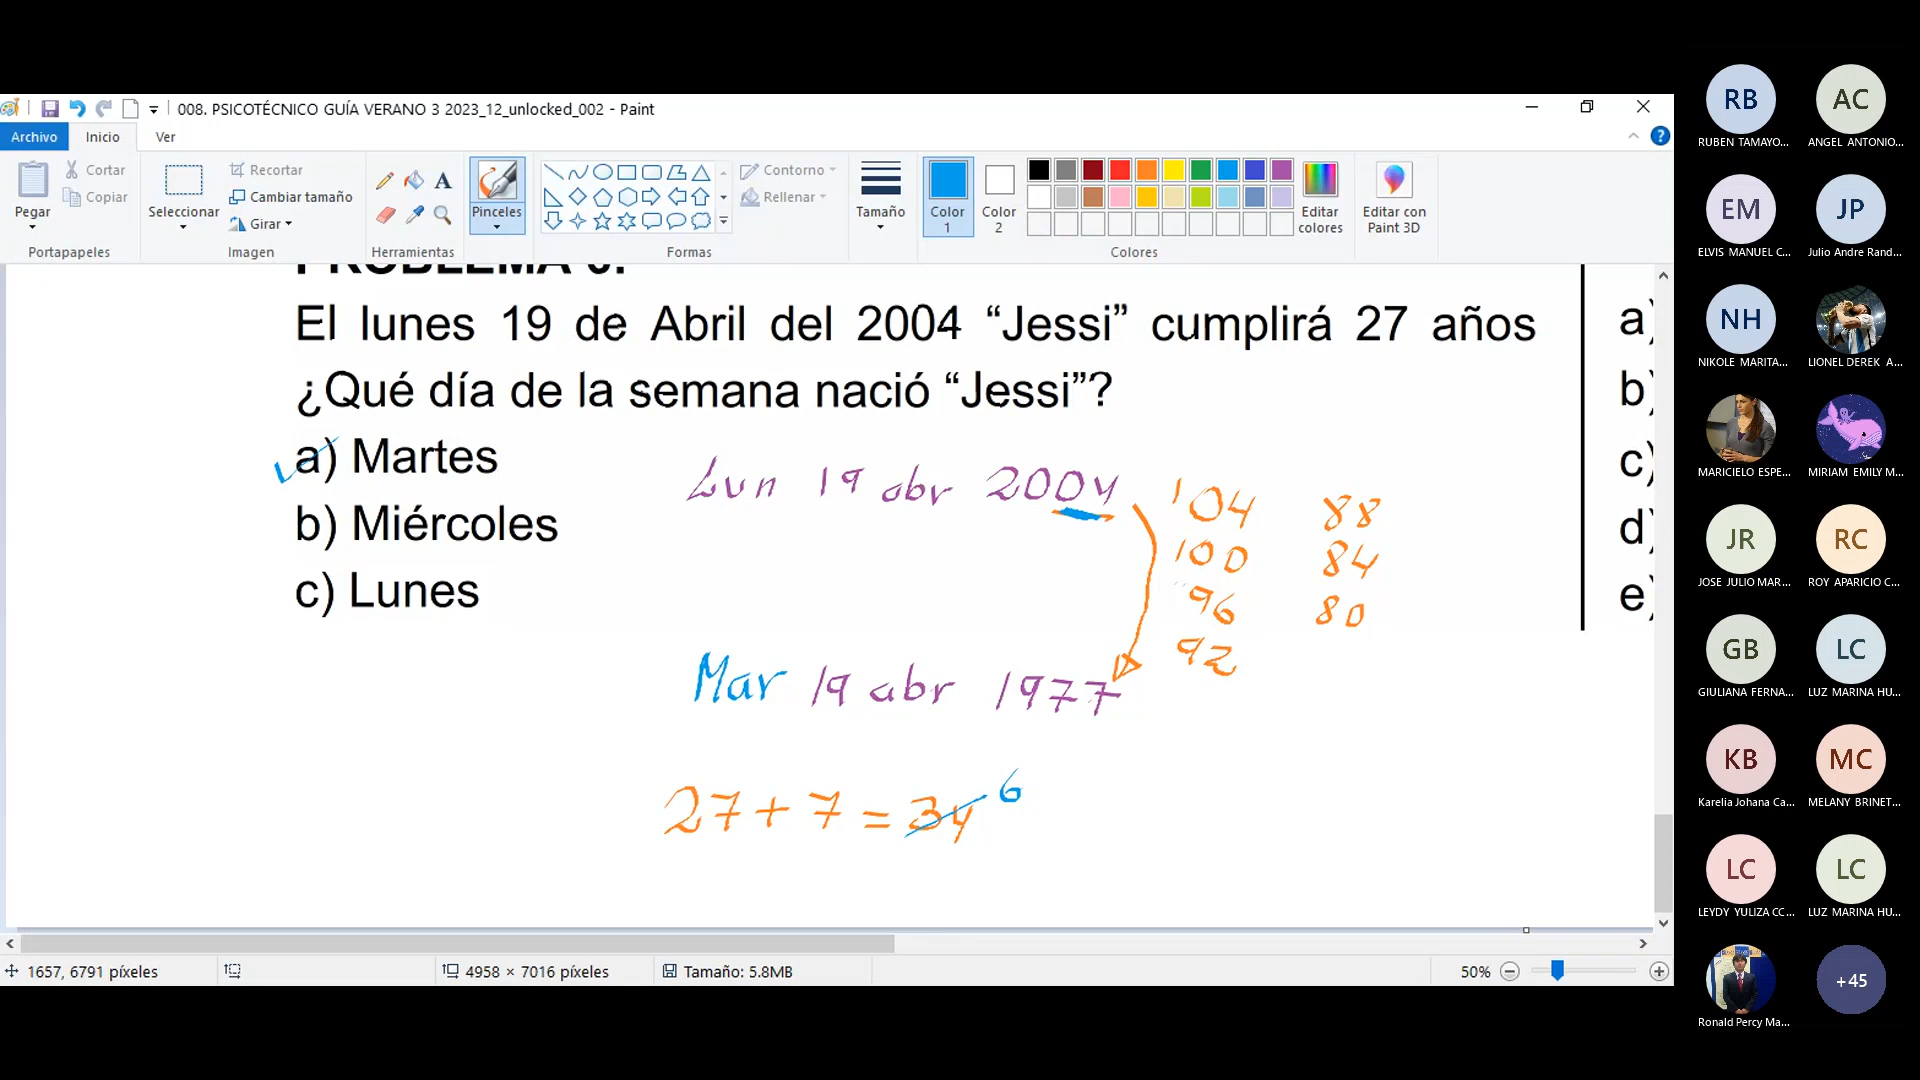 008. PSICOTÉCNICO GUÍA VERANO 3 2023_12_unlocked_002 - Paint
Archivo Inicio Ver
Pegar
Cortar
Copiar
Portapapeles
Seleccionar
Recortar
Cambiar tamaño
Girar
Imagen
A
Herramientas
Pinceles
Contorno
Rellenar
Formas
Tamaño
Color 1
Color 2
Editar colores
Colores
Editar con Paint 3D
El lunes 19 de Abril del 2004 “Jessi” cumplirá 27 años
¿Qué día de la semana nació “Jessi”?
a) Martes
b) Miércoles
c) Lunes
Lun 19 abr 2004
104 88
100 84
96 80
92
Mar 19 abr 1977
27 + 7 = 34 6
a)
b)
c)
d)
e)
1657, 6791 píxeles
4958 × 7016 píxeles
Tamaño: 5.8MB
50%
RB
RUBEN TAMAYO...
AC
ANGEL ANTONIO...
EM
ELVIS MANUEL C...
JP
Julio Andre Rand...
NH
NIKOLE MARITA...
LIONEL DEREK A...
MARICIELO ESPE...
MIRIAM EMILY M...
JR
JOSE JULIO MAR...
RC
ROY APARICIO C...
GB
GIULIANA FERNA...
LC
LUZ MARINA HU...
KB
Karelia Johana Ca...
MC
MELANY BRINET...
LC
LEYDY YULIZA CC...
LC
LUZ MARINA HU...
Ronald Percy Ma...
+45